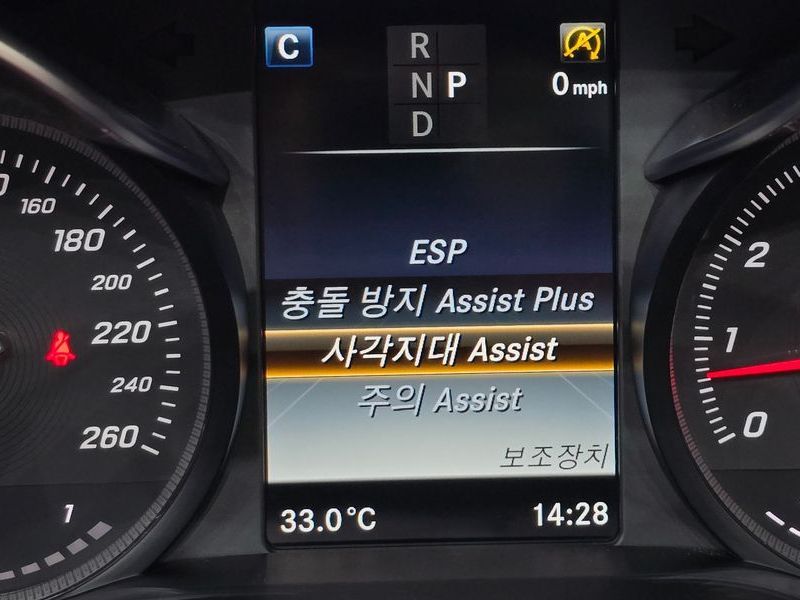 C
R
N P
D
A
0 mph
ESP
충돌 방지 Assist Plus
사각지대 Assist
주의 Assist
보조장치
33.0°C
14:28
160
180
200
220
240
260
1
2
1
0